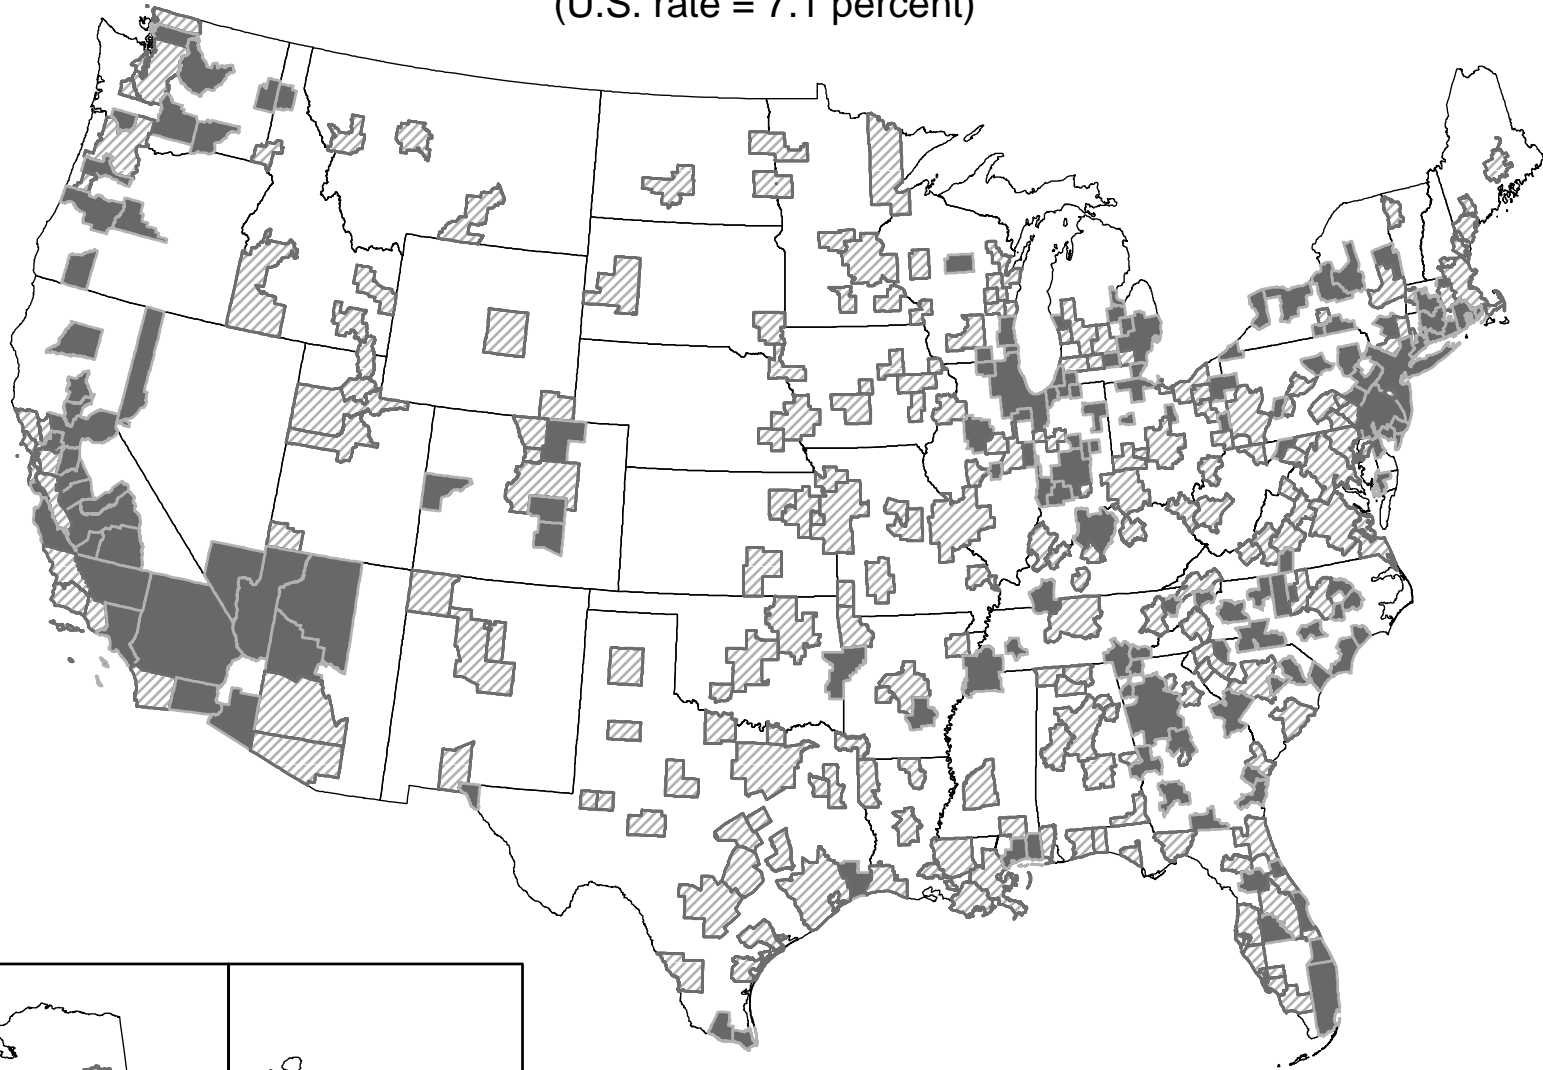 (U.S. rate = 7.1 percent)